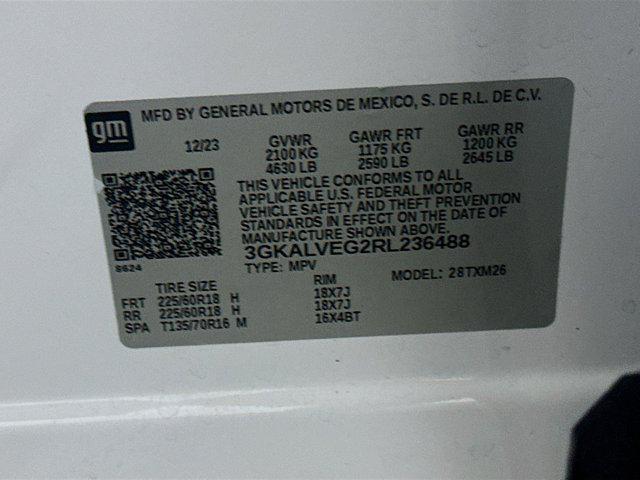 gm
MFD BY GENERAL MOTORS DE MEXICO, S. DE R.L. DE C.V.
12/23 GVWR GAWR FRT GAWR RR
2100 KG 1175 KG 1200 KG
4630 LB 2590 LB 2645 LB
THIS VEHICLE CONFORMS TO ALL
APPLICABLE U.S. FEDERAL MOTOR
VEHICLE SAFETY AND THEFT PREVENTION
STANDARDS IN EFFECT ON THE DATE OF
MANUFACTURE SHOWN ABOVE.
3GKALVEG2RL236488
8624
TYPE: MPV MODEL: 28TXM26
TIRE SIZE RIM
FRT 225/60R18 H 18X7J
RR 225/60R18 H 18X7J
SPA T135/70R16 M 16X4BT